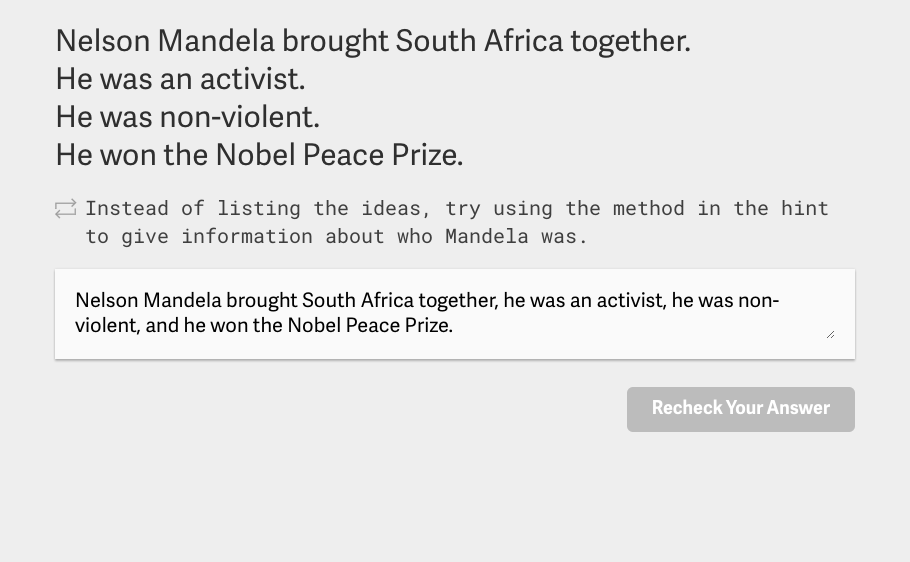 Nelson Mandela brought South Africa together.
He was an activist.
He was non-violent.
He won the Nobel Peace Prize.
Instead of listing the ideas, try using the method in the hint
to give information about who Mandela was.
Nelson Mandela brought South Africa together, he was an activist, he was non-
violent, and he won the Nobel Peace Prize.
Recheck Your Answer